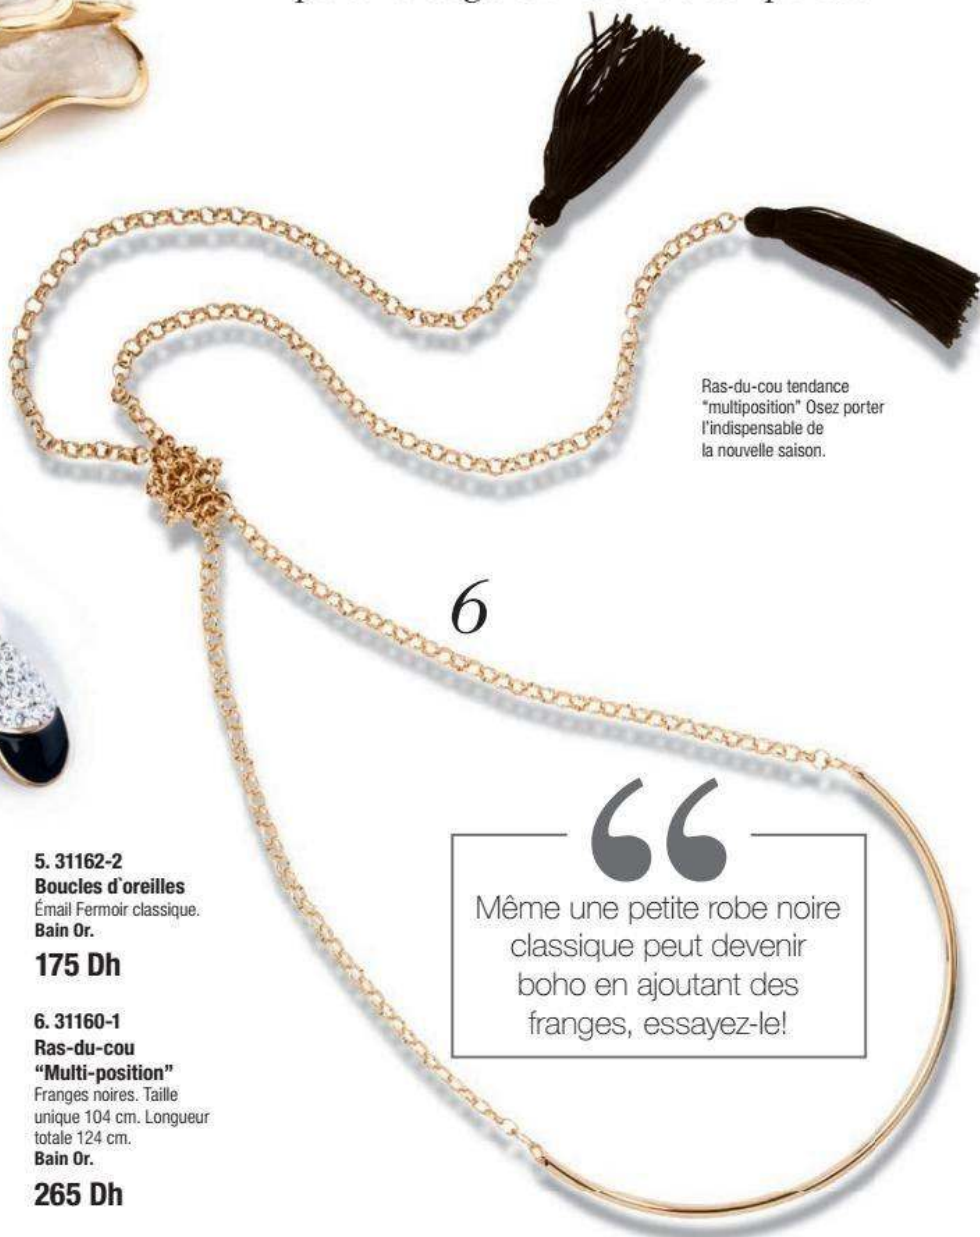 Ras-du-cou tendance
“multiposition” Osez porter
l’indispensable de
la nouvelle saison.
6
“
Même une petite robe noire
classique peut devenir
boho en ajoutant des
franges, essayez-le!
5. 31162-2
Boucles d`oreilles
Émail Fermoir classique.
Bain Or.
175 Dh
6. 31160-1
Ras-du-cou
“Multi-position”
Franges noires. Taille
unique 104 cm. Longueur
totale 124 cm.
Bain Or.
265 Dh